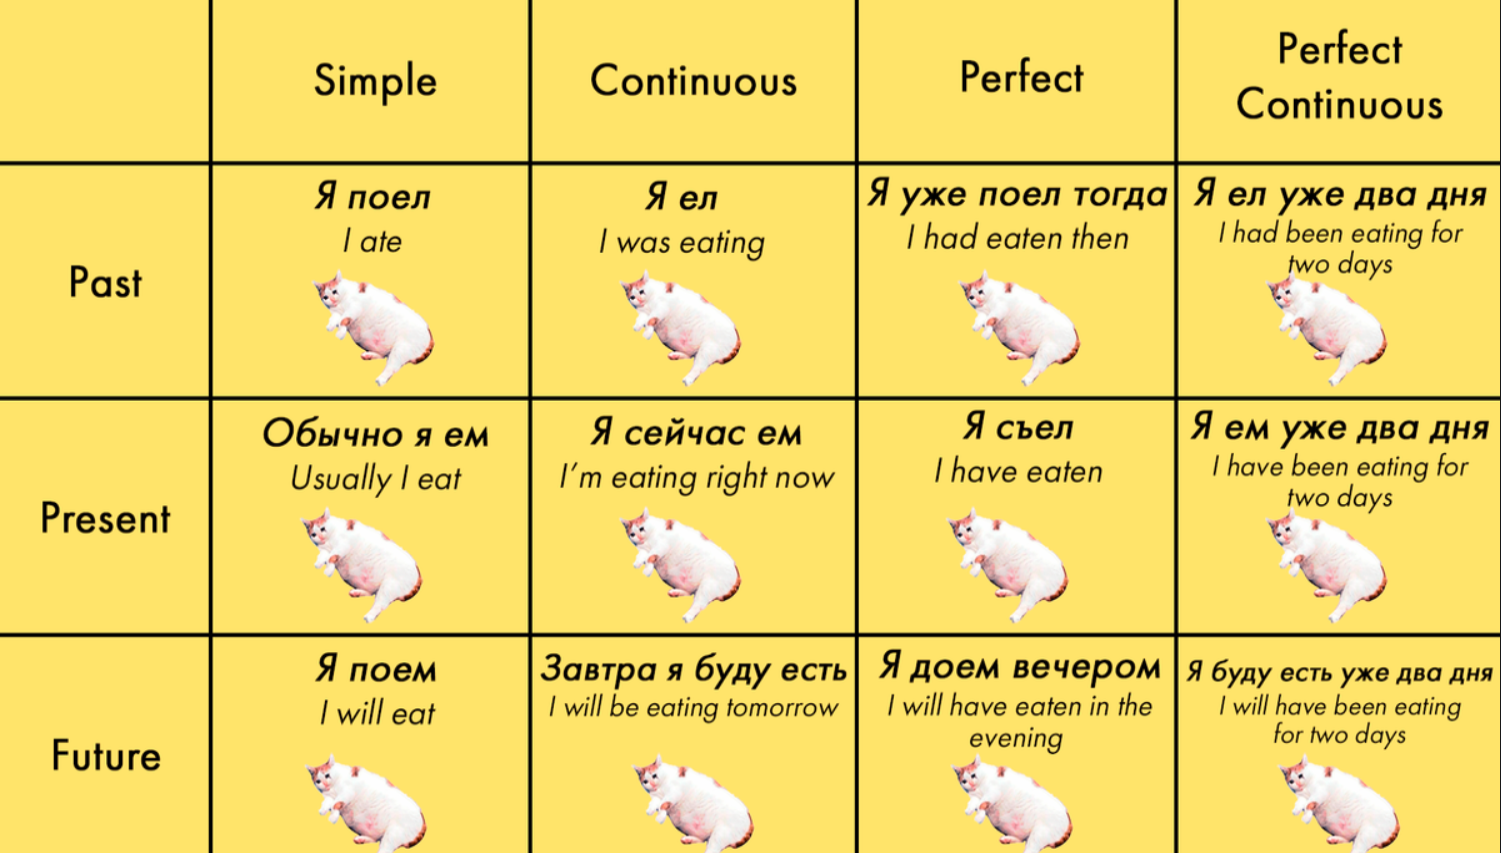 Simple
Continuous
Perfect
Perfect
Continuous
Past
Я поел
I ate
Я ел
I was eating
Я уже поел тогда
I had eaten then
Я ел уже два дня
I had been eating for
two days
Present
Обычно я ем
Usually I eat
Я сейчас ем
I'm eating right now
Я съел
I have eaten
Я ем уже два дня
I have been eating for
two days
Future
Я поем
I will eat
Завтра я буду есть
I will be eating tomorrow
Я доем вечером
I will have eaten in the
evening
Я буду есть уже два дня
I will have been eating
for two days